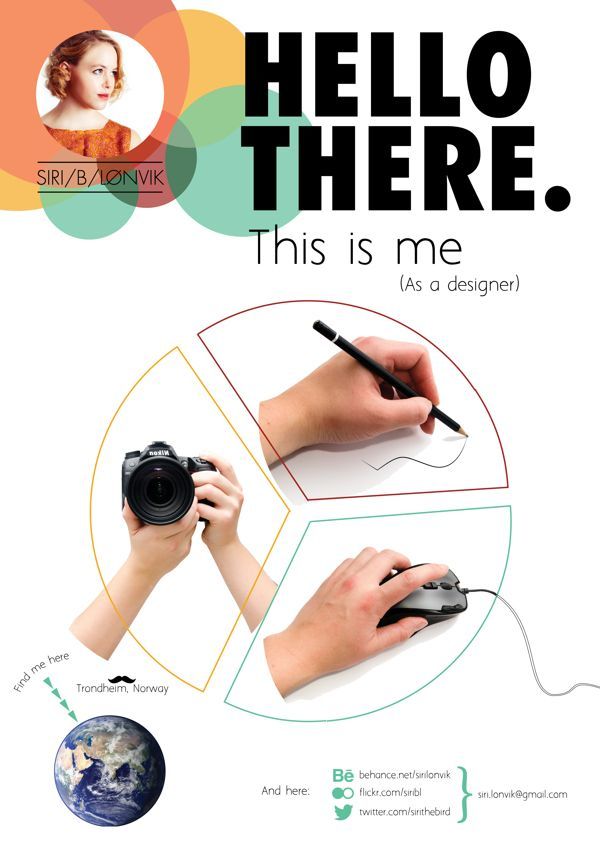 SIRI/B/LØNVIK
HELLO
THERE.
This is me
(As a designer)
Nikon
Find me here
Trondheim, Norway
And here:
Bē behance.net/sirilonvik
flickr.com/siribl
twitter.com/sirithebird
siri.lonvik@gmail.com